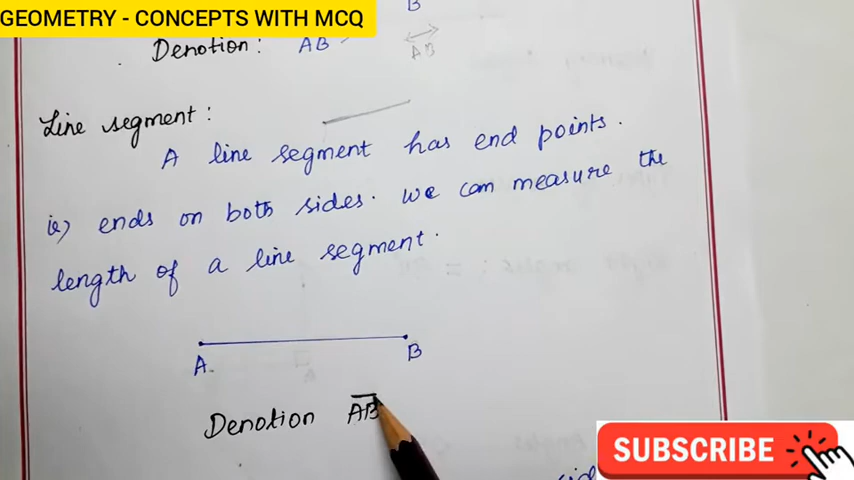 GEOMETRY - CONCEPTS WITH MCQ
B
Denotion: AB
AB
Line segment:
A line segment has end points.
ie) ends on both sides. We can measure the
length of a line segment.
A B
Denotion AB
SUBSCRIBE